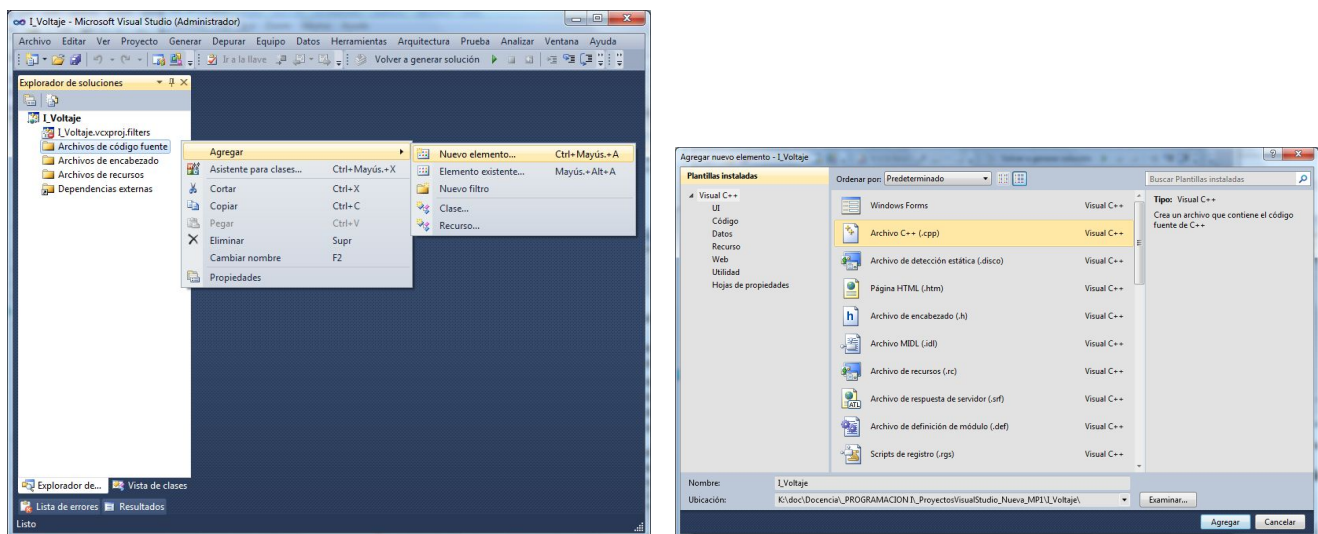 I_Voltaje - Microsoft Visual Studio (Administrador)
Archivo Editar Ver Proyecto Generar Depurar Equipo Datos Herramientas Arquitectura Prueba Analizar Ventana Ayuda
Ir a la llave Volver a generar solución
Explorador de soluciones
I_Voltaje
I_Voltaje.vcxproj.filters
Archivos de código fuente
Archivos de encabezado
Archivos de recursos
Dependencias externas
Agregar
Asistente para clases... Ctrl+Mayús.+X
Cortar Ctrl+X
Copiar Ctrl+C
Pegar Ctrl+V
Eliminar Supr
Cambiar nombre F2
Propiedades
Nuevo elemento... Ctrl+Mayús.+A
Elemento existente... Mayús.+Alt+A
Nuevo filtro
Clase...
Recurso...
Explorador de... Vista de clases
Lista de errores Resultados
Listo
Agregar nuevo elemento - I_Voltaje
Plantillas instaladas
Ordenar por: Predeterminado
Buscar Plantillas instaladas
Visual C++
UI
Código
Datos
Recurso
Web
Utilidad
Hojas de propiedades
Windows Forms Visual C++
Archivo C++ (.cpp) Visual C++
Archivo de detección estática (.disco) Visual C++
Página HTML (.htm) Visual C++
Archivo de encabezado (.h) Visual C++
Archivo MIDL (.idl) Visual C++
Archivo de recursos (.rc) Visual C++
ATL
Archivo de respuesta de servidor (.srf) Visual C++
Archivo de definición de módulo (.def) Visual C++
Scripts de registro (.rgs) Visual C++
Tipo: Visual C++
Crea un archivo que contiene el código
fuente de C++
Nombre: I_Voltaje
Ubicación: K:\doc\Docencia\_PROGRAMACION I\_ProyectosVisualStudio_Nueva_MP1\I_Voltaje\ Examinar...
Agregar Cancelar